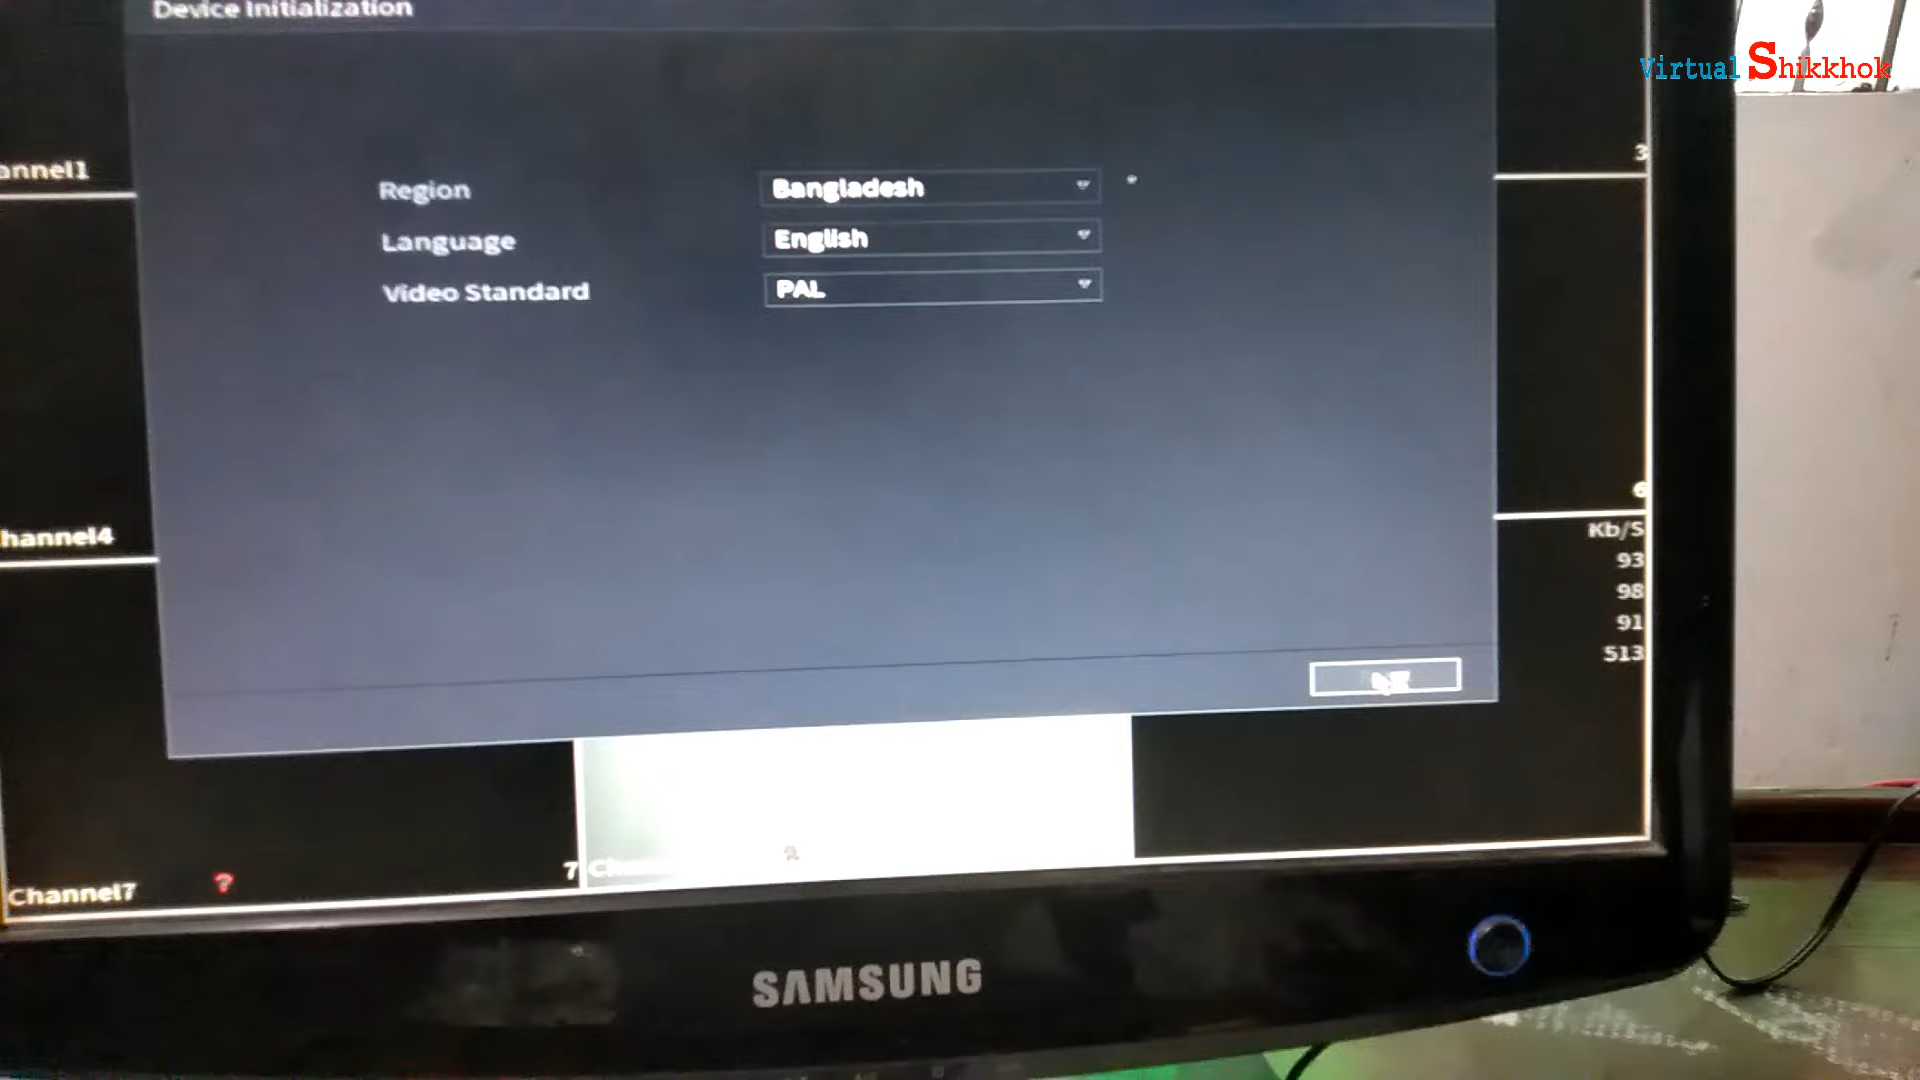 Device Initialization
Virtual Shikkhok
annel1
3
Region
Bangladesh
Language
English
Video Standard
PAL
6
hannel4
Kb/S
93
98
91
513
7
Channel7
?
SAMSUNG